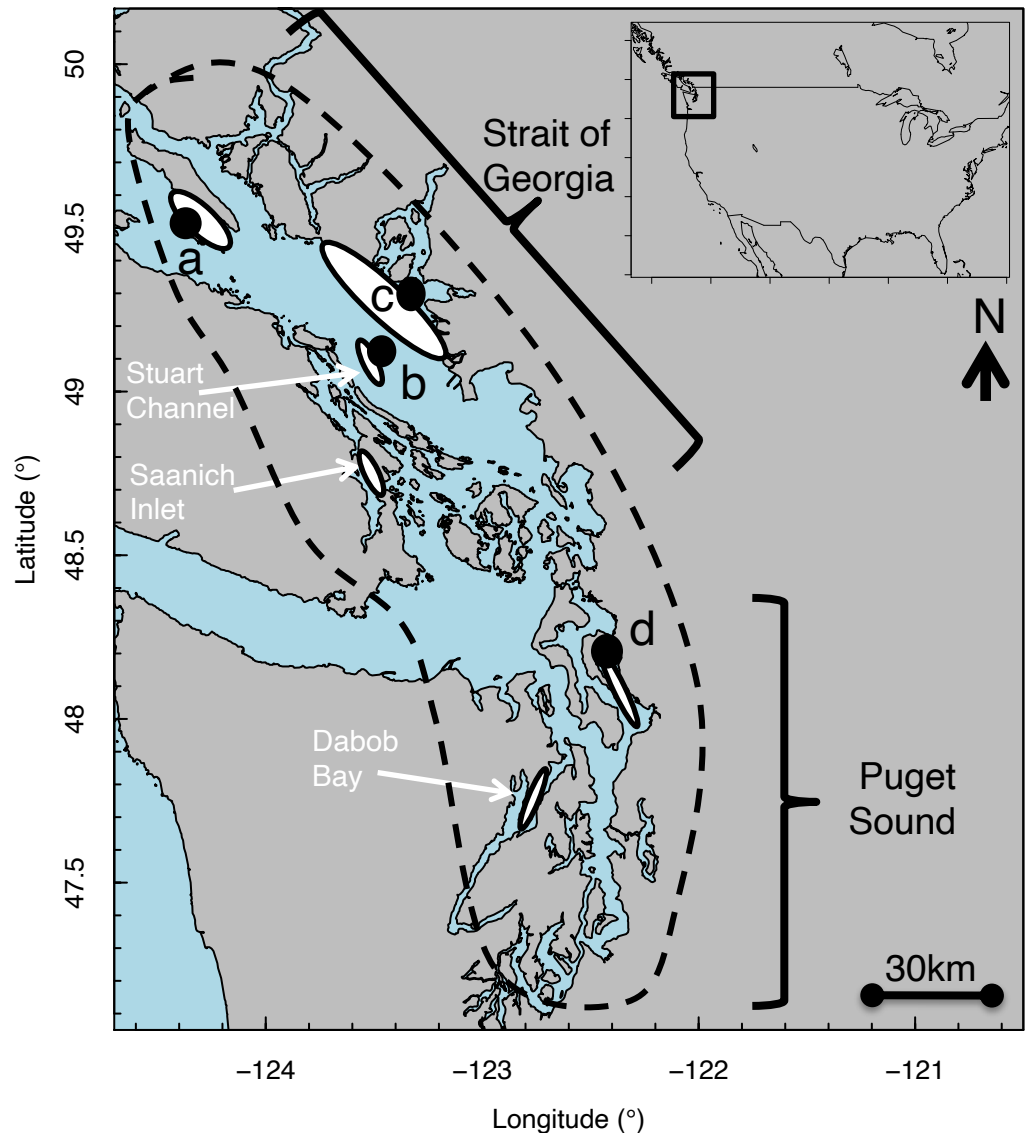 Strait of
Georgia
N
a
c
b
Stuart
Channel
Saanich
Inlet
d
Dabob
Bay
Puget
Sound
30km
50
49.5
49
48.5
48
47.5
Latitude (°)
−124
−123
−122
−121
Longitude (°)